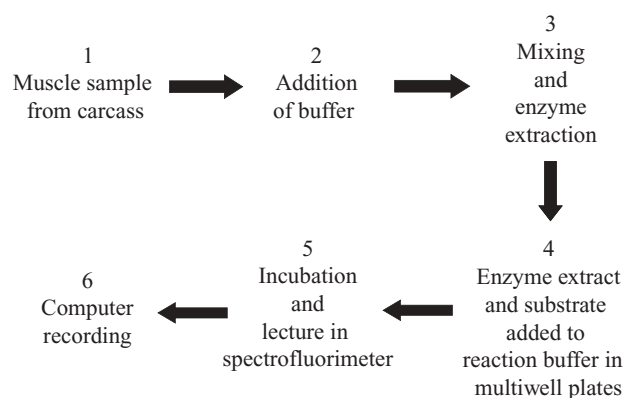 1
Muscle sample
from carcass
2
Addition
of buffer
3
Mixing
and
enzyme
extraction
4
Enzyme extract
and substrate
added to
reaction buffer in
multiwell plates
5
Incubation
and
lecture in
spectrofluorimeter
6
Computer
recording